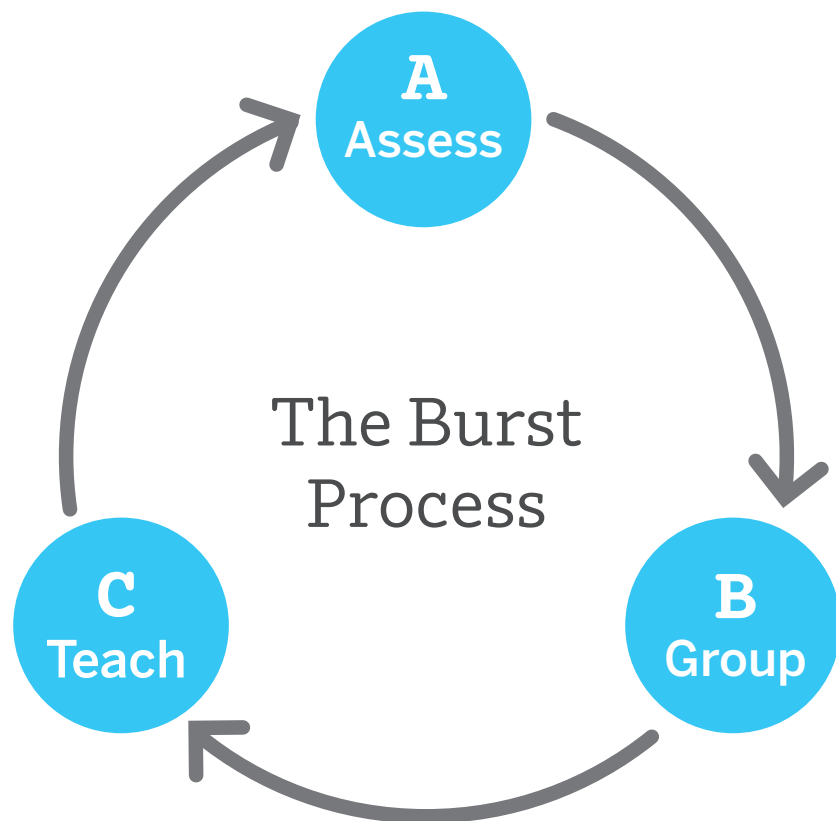 A
Assess
The Burst
Process
C
Teach
B
Group